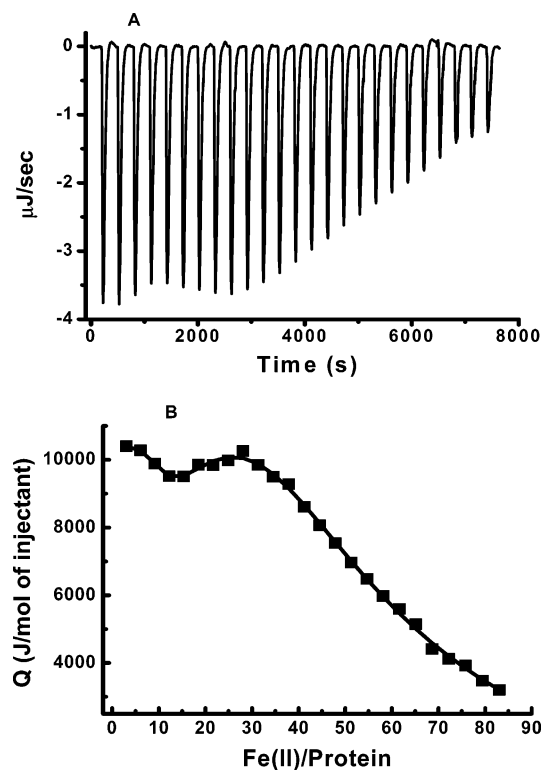 A
0
-1
-2
-3
-4
µJ/sec
0 2000 4000 6000 8000
Time (s)
B
10000
8000
6000
4000
Q (J/mol of injectant)
0 10 20 30 40 50 60 70 80 90
Fe(II)/Protein